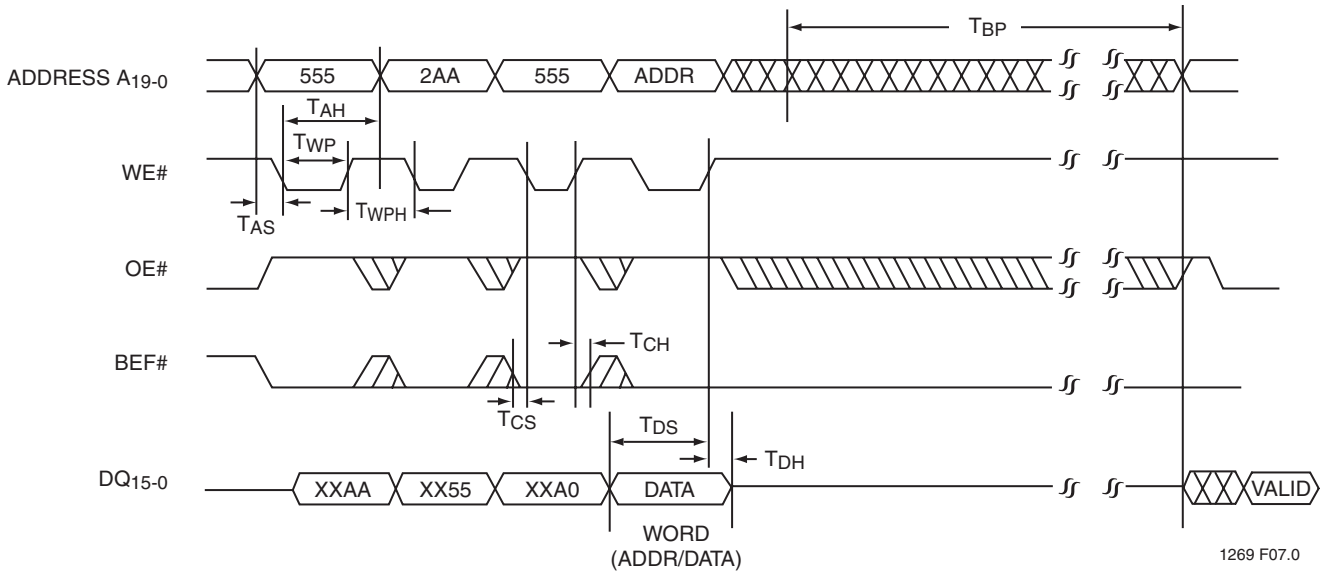 TBP
ADDRESS A19-0
555
2AA
555
ADDR
TAH
TWP
WE#
TAS
TWPH
OE#
BEF#
TCH
TCS
TDS
TDH
DQ15-0
XXAA
XX55
XXA0
DATA
VALID
WORD
(ADDR/DATA)
1269 F07.0